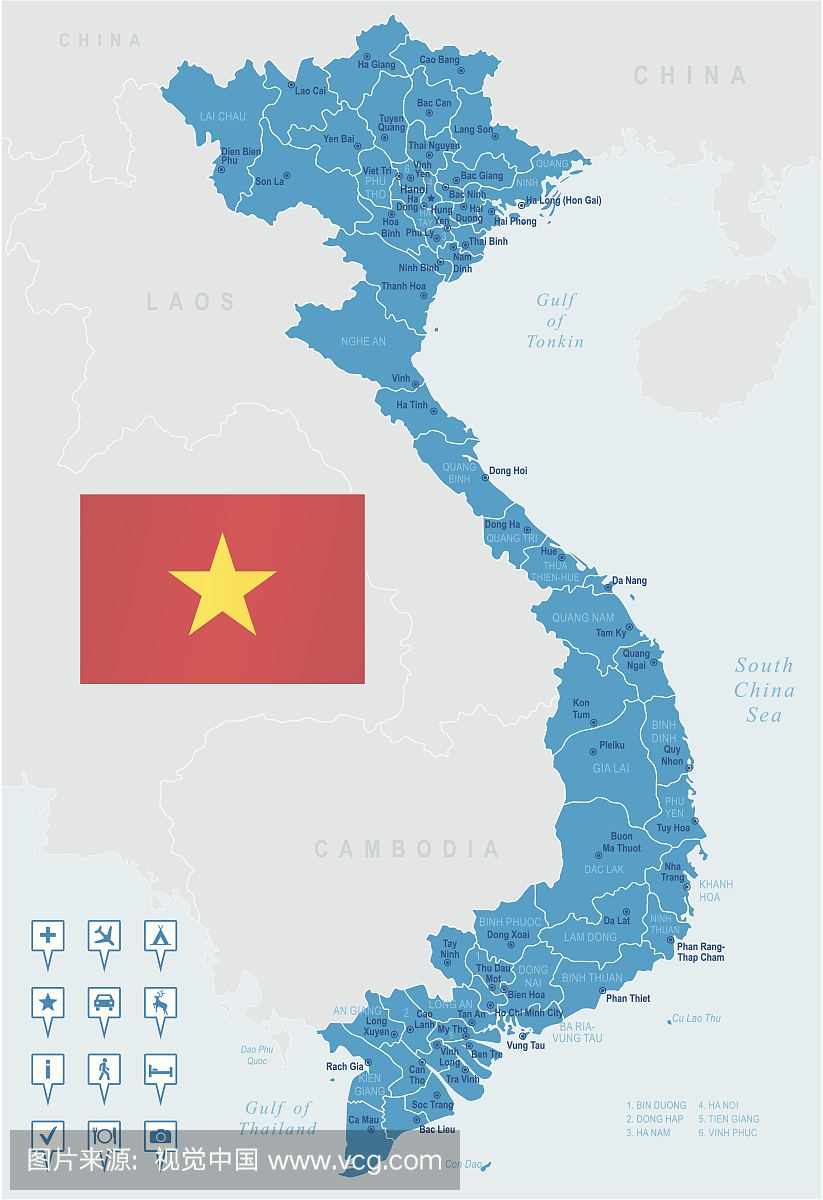 CHINA
CHINA
Ha Giang
Cao Bang
Lao Cai
LAI CHAU
Bac Can
Tuyen
Quang
Lang Son
Yen Bai
Thai Nguyen
Dien Bien
Phu
Son La
Viet Tri
PHU
THO
Vinh
Yen
Bac Giang
QUANG
NINH
Hanoi
Bac Ninh
Ha Long (Hon Gai)
Ha
Dong
Hung
Yen
Hai
Duong
Hai Phong
HA
TAY
Hoa
Binh
Phu Ly
Thai Binh
Nam
Dinh
Ninh Binh
Thanh Hoa
LAOS
Gulf
of
Tonkin
NGHE AN
Vinh
Ha Tinh
QUANG
BINH
Dong Hoi
Dong Ha
QUANG TRI
Hue
THUA
THIEN-HUE
Da Nang
QUANG NAM
Tam Ky
Quang
Ngai
South
China
Sea
Kon
Tum
BINH
DINH
Pleiku
GIA LAI
Quy
Nhon
PHU
YEN
Tuy Hoa
CAMBODIA
Buon
Ma Thuot
DAC LAK
Nha
Trang
KHANH
HOA
BINH PHUOC
Dong Xoai
Da Lat
LAM DONG
NINH
THUAN
Phan Rang-
Thap Cham
Tay
Ninh
1
Thu Dau
Mot
DONG
NAI
BINH THUAN
Bien Hoa
Phan Thiet
AN GIANG
2
LONG AN
Long
Xuyen
Cao
Lanh
Tan An
Ho Chi Minh City
My Tho
5
BA RIA-
VUNG TAU
Vung Tau
Cu Lao Thu
Dao Phu
Quoc
Rach Gia
KIEN
GIANG
Can
Tho
Vinh
Long
Ben Tre
Tra Vinh
Soc Trang
Gulf of
Thailand
Ca Mau
Bac Lieu
Con Dao
1. BIN DUONG
2. DONG HAP
3. HA NAM
4. HA NOI
5. TIEN GIANG
6. VINH PHUC
i
图片来源: 视觉中国 www.vcg.com